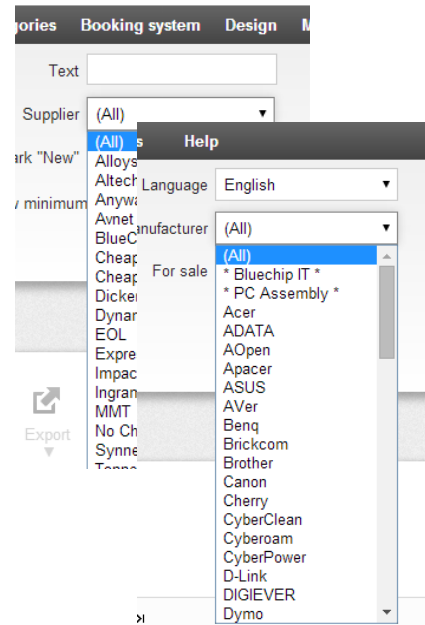 gories Booking system Design M
Text
Supplier (All)
ark "New"
minimum
(All)
Alloys
Altech
Anywa
Avnet
BlueC
Cheap
Cheap
Dicker
Dynar
EOL
Expre
Impac
Ingran
MMT
No Ch
Synne
Export
s Help
Language English
anufacturer (All)
For sale
(All)
* Bluechip IT *
* PC Assembly *
Acer
ADATA
AOpen
Apacer
ASUS
AVer
Benq
Brickcom
Brother
Canon
Cherry
CyberClean
Cyberoam
CyberPower
D-Link
DIGIEVER
Dymo